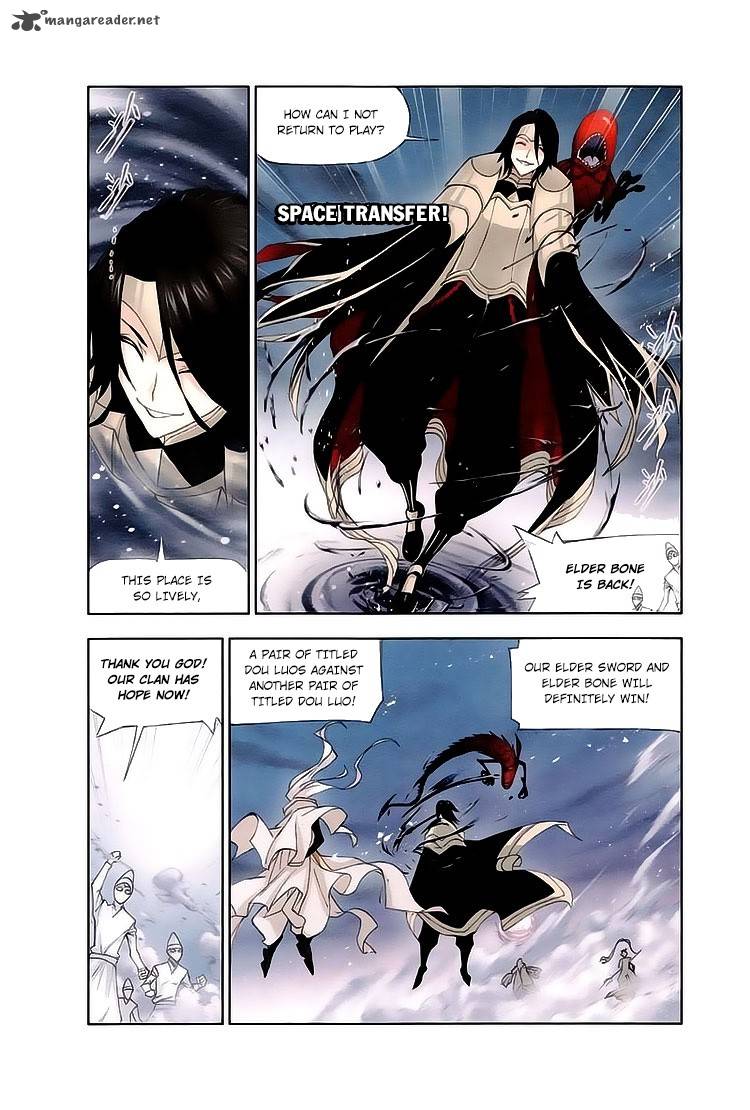 mangareader.net
THIS PLACE IS
SO LIVELY,
HOW CAN I NOT
RETURN TO PLAY?
SPACE TRANSFER!
ELDER BONE
IS BACK!
THANK YOU GOD!
OUR CLAN HAS
HOPE NOW!
A PAIR OF TITLED
DOU LUOS AGAINST
ANOTHER PAIR OF
TITLED DOU LUO!
OUR ELDER SWORD AND
ELDER BONE WILL
DEFINITELY WIN!